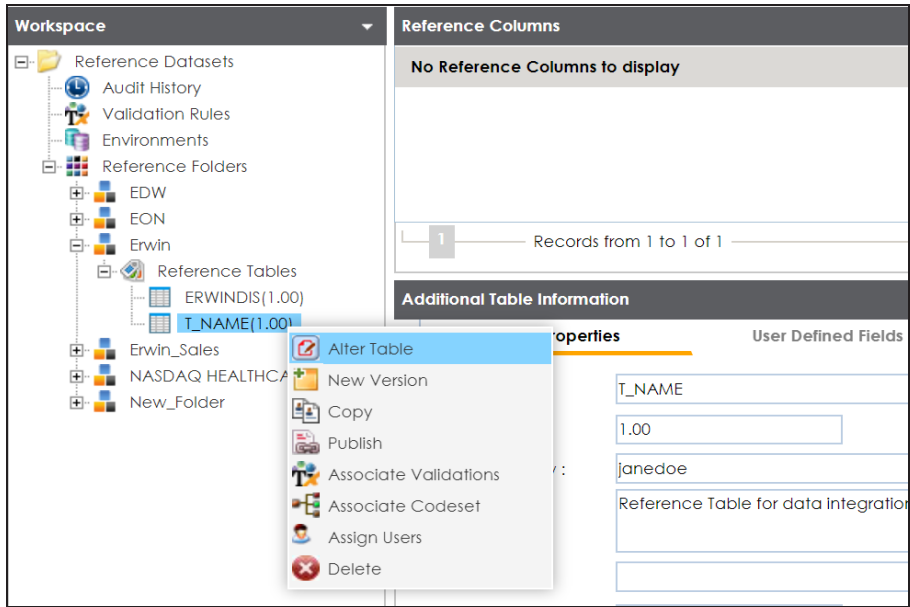 Workspace
Reference Datasets
Audit History
Validation Rules
Environments
Reference Folders
EDW
EON
Erwin
Reference Tables
ERWINDIS(1.00)
T_NAME(1.00)
Erwin_Sales
NASDAQ HEALTHCA
New_Folder
Alter Table
New Version
Copy
Publish
Associate Validations
Associate Codeset
Assign Users
Delete
Reference Columns
No Reference Columns to display
1 Records from 1 to 1 of 1
Additional Table Information
roperties User Defined Fields
T_NAME
1.00
y : janedoe
Reference Table for data integration